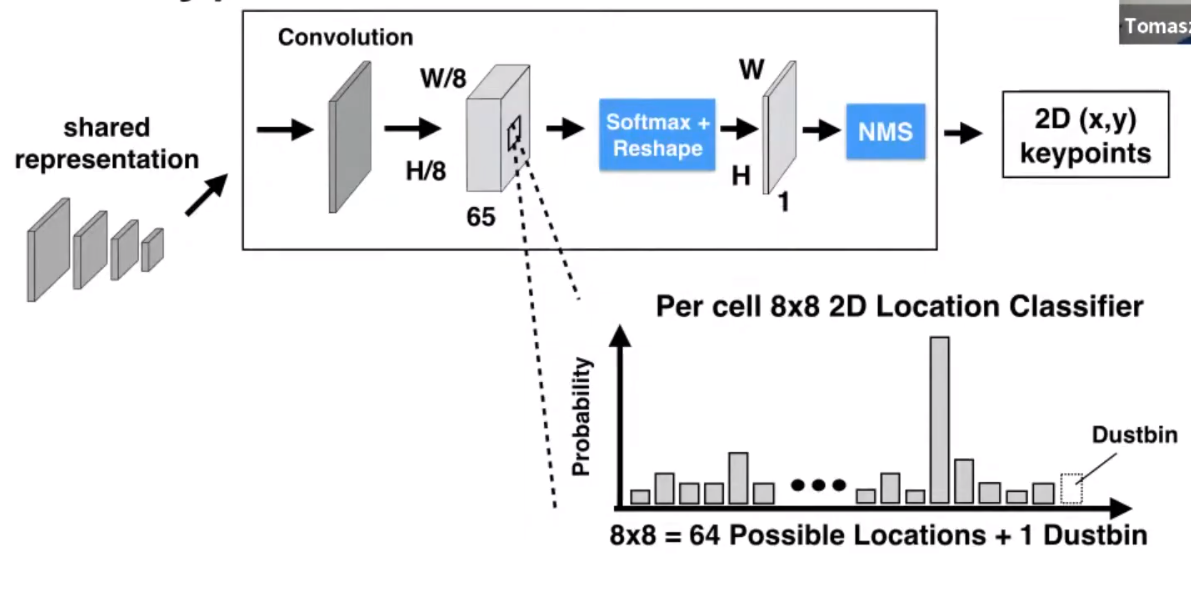 Tomasz
Convolution
shared
representation
W/8
H/8
65
Softmax +
Reshape
W
H
1
NMS
2D (x,y)
keypoints
Per cell 8x8 2D Location Classifier
Probability
Dustbin
8x8 = 64 Possible Locations + 1 Dustbin